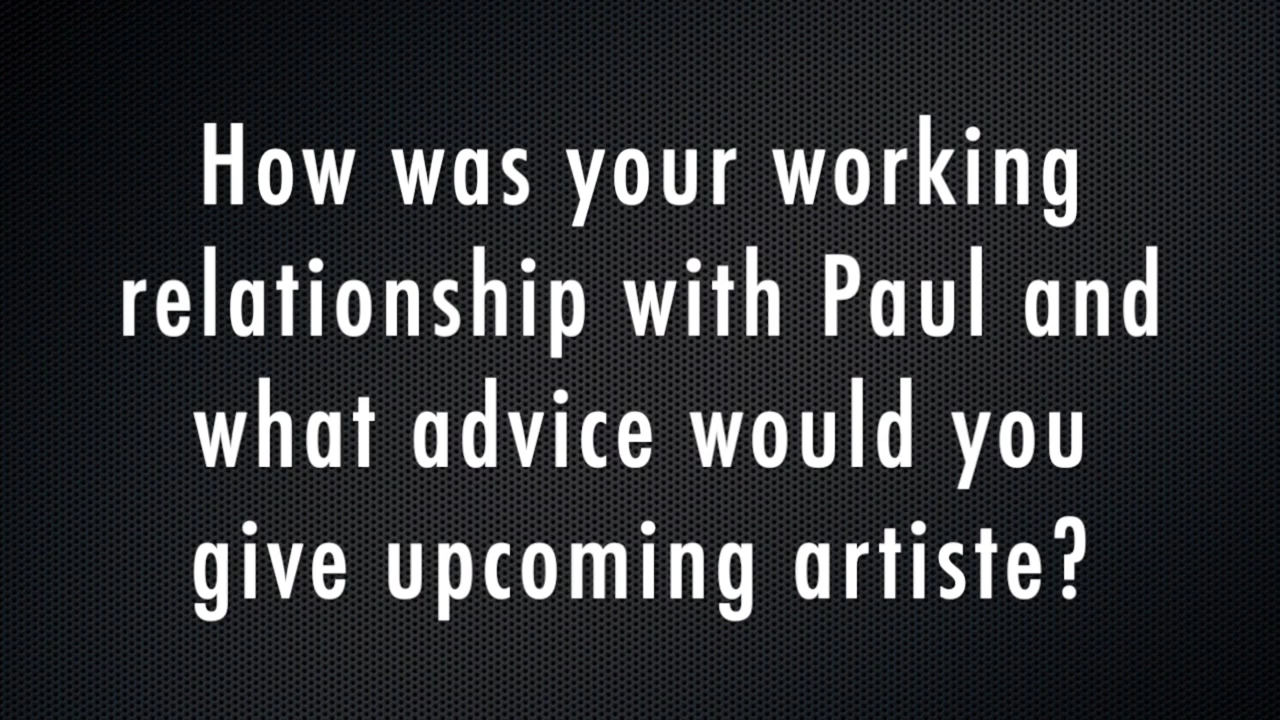 How was your working
relationship with Paul and
what advice would you
give upcoming artiste?